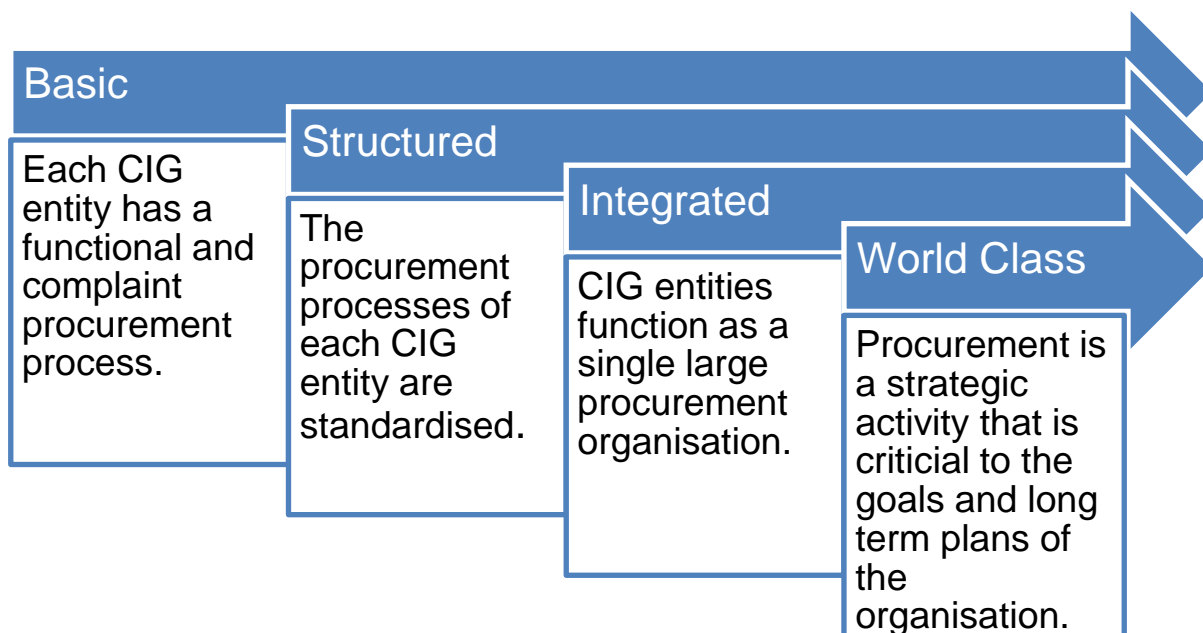 Basic
Each CIG
entity has a
functional and
complaint
procurement
process.
Structured
The
procurement
processes of
each CIG
entity are
standardised.
Integrated
CIG entities
function as a
single large
procurement
organisation.
World Class
Procurement is
a strategic
activity that is
criticial to the
goals and long
term plans of
the
organisation.